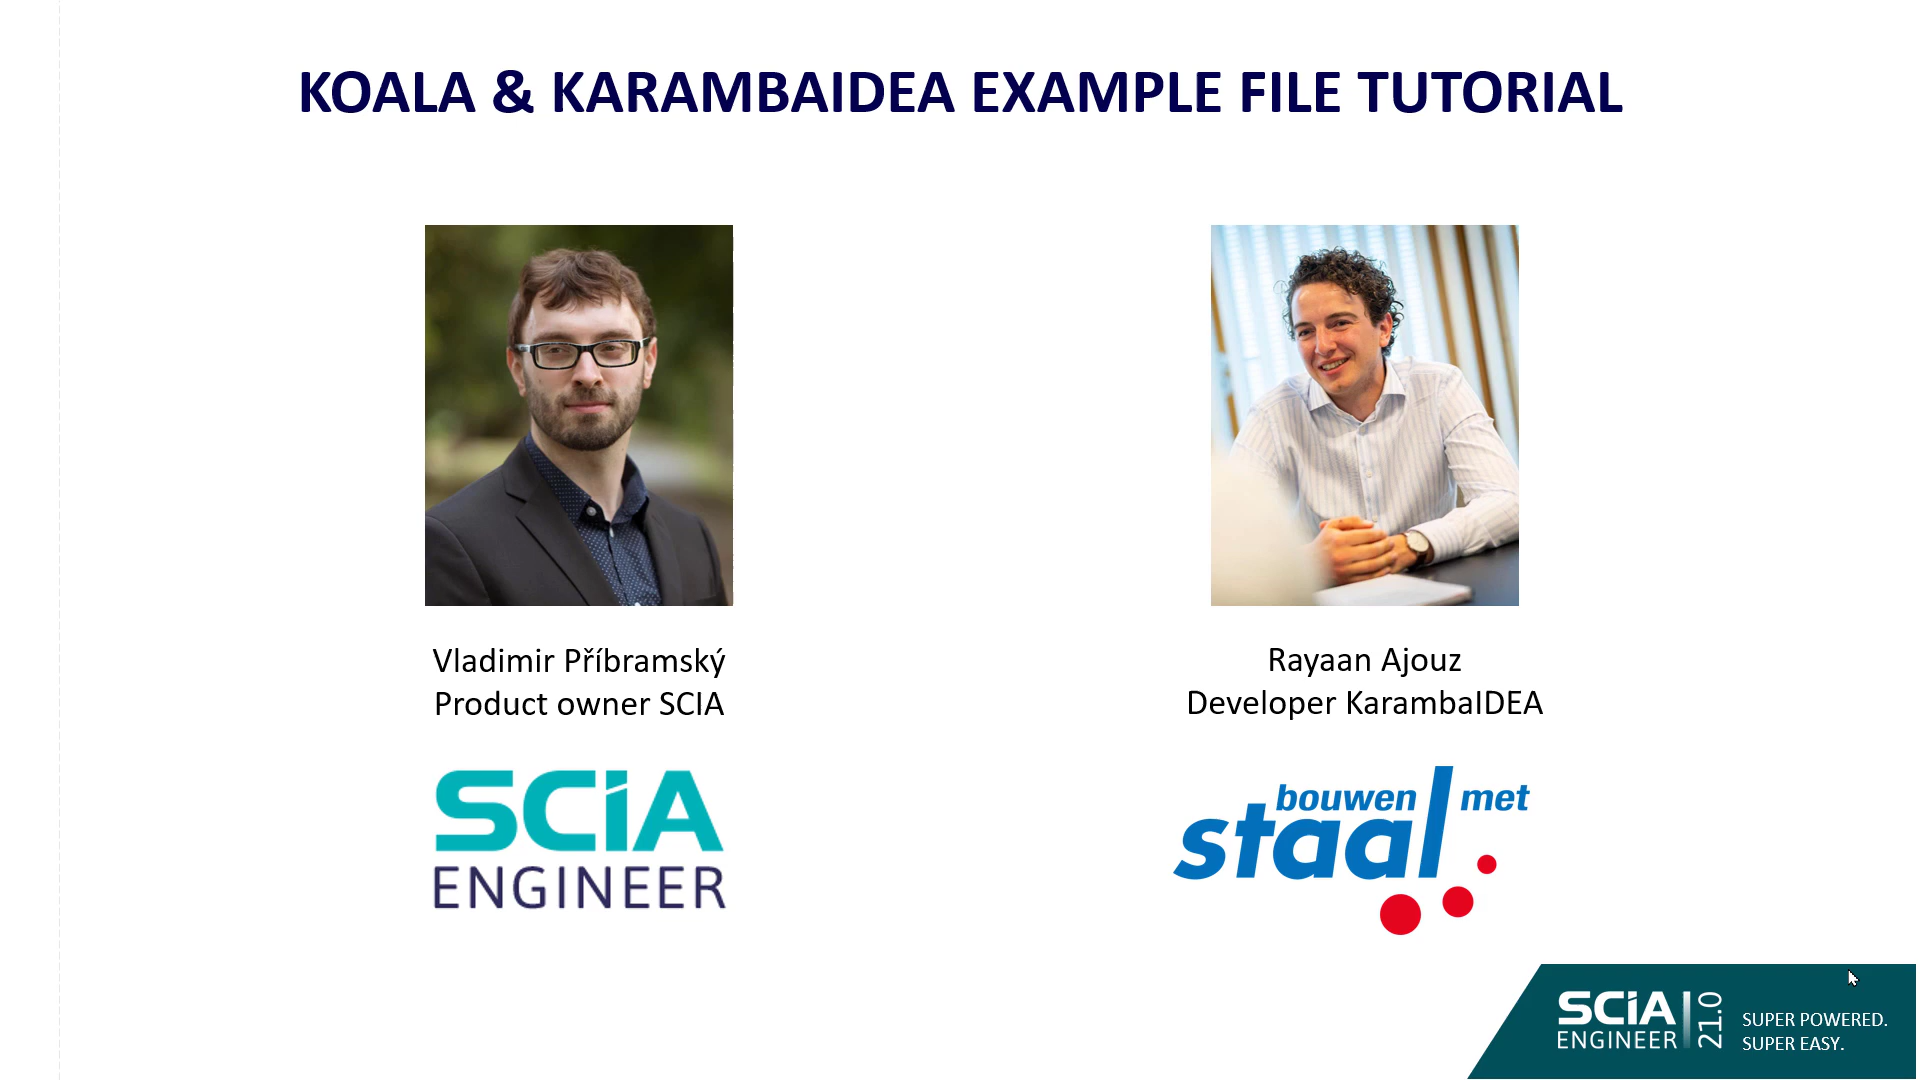 KOALA & KARAMBAIDEA EXAMPLE FILE TUTORIAL
Vladimir Příbramský
Product owner SCIA
Rayaan Ajouz
Developer KarambaIDEA
SCiA
ENGINEER
bouwen met
staal
SCiA
ENGINEER
21.0
SUPER POWERED.
SUPER EASY.